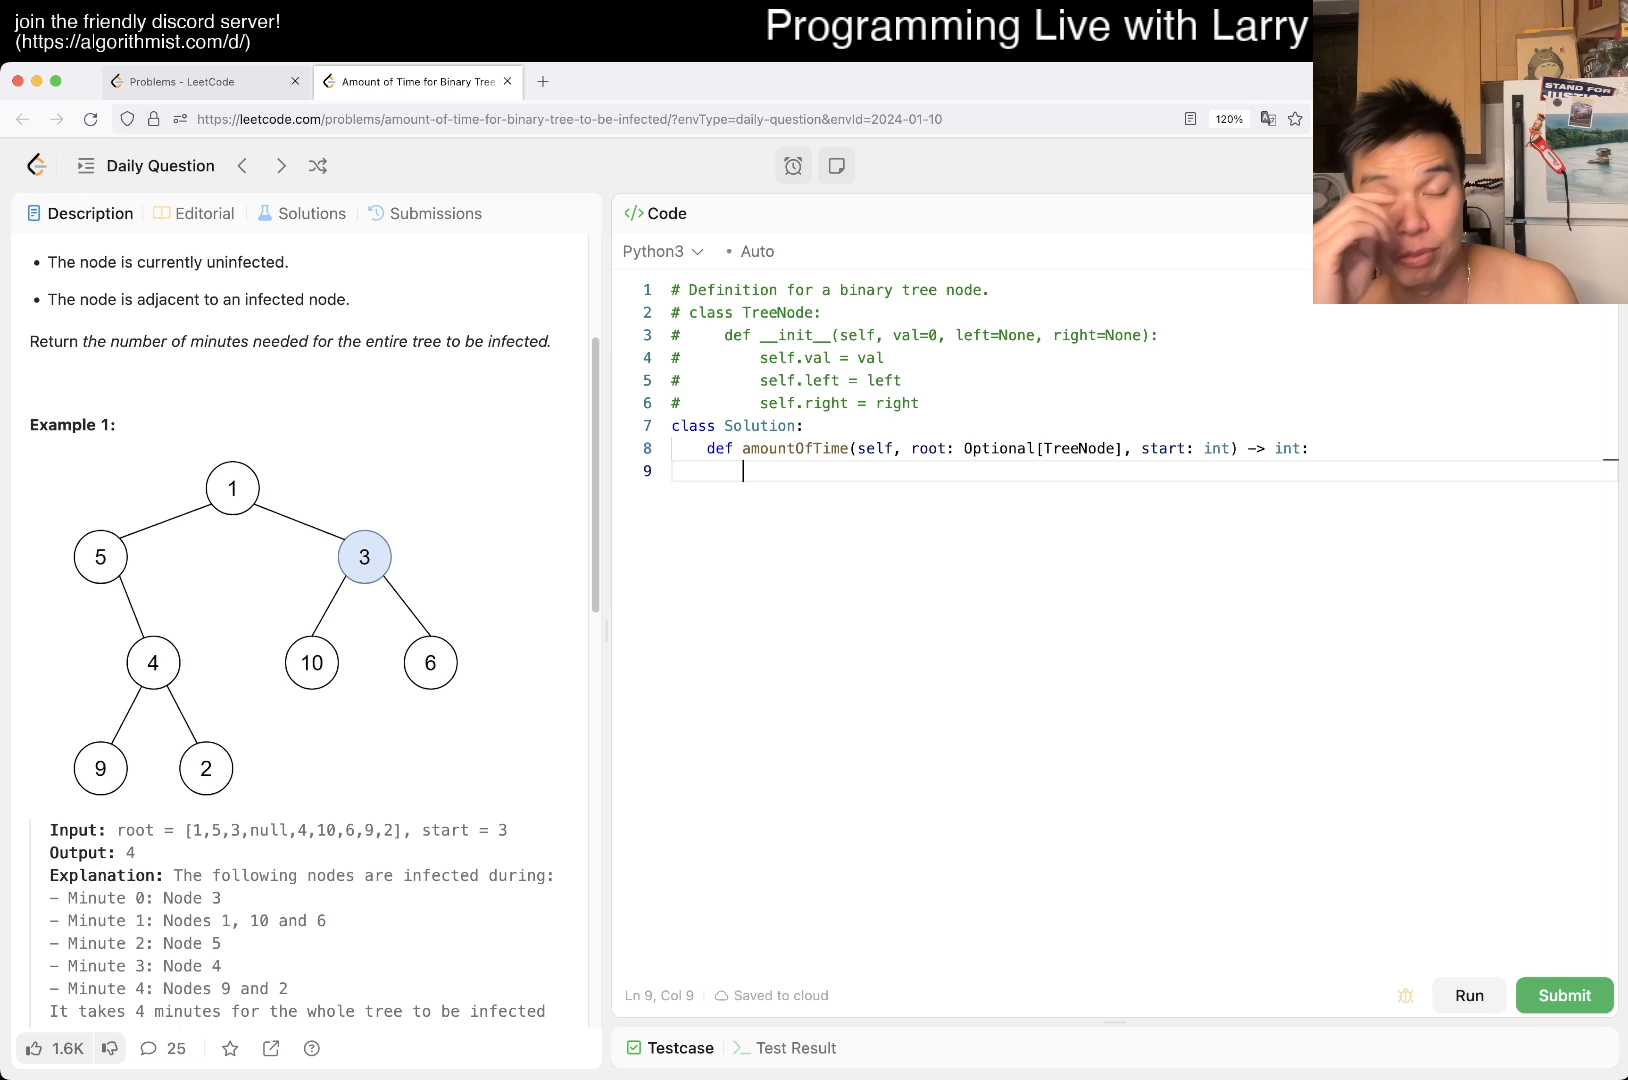 join the friendly discord server!
(https://algorithmist.com/d/)
Programming Live with Larry
Problems - LeetCode
Amount of Time for Binary Tree
https://leetcode.com/problems/amount-of-time-for-binary-tree-to-be-infected/?envType=daily-question&envId=2024-01-10
120%
STAND FOR
Daily Question
Description
Editorial
Solutions
Submissions
• The node is currently uninfected.
• The node is adjacent to an infected node.
Return the number of minutes needed for the entire tree to be infected.
Example 1:
1
5
3
4
10
6
9
2
Input: root = [1,5,3,null,4,10,6,9,2], start = 3
Output: 4
Explanation: The following nodes are infected during:
- Minute 0: Node 3
- Minute 1: Nodes 1, 10 and 6
- Minute 2: Node 5
- Minute 3: Node 4
- Minute 4: Nodes 9 and 2
It takes 4 minutes for the whole tree to be infected
1.6K
25
</> Code
Python3
• Auto
1 # Definition for a binary tree node.
2 # class TreeNode:
3 #     def __init__(self, val=0, left=None, right=None):
4 #         self.val = val
5 #         self.left = left
6 #         self.right = right
7 class Solution:
8     def amountOfTime(self, root: Optional[TreeNode], start: int) -> int:
9
Ln 9, Col 9
Saved to cloud
Run
Submit
Testcase
Test Result